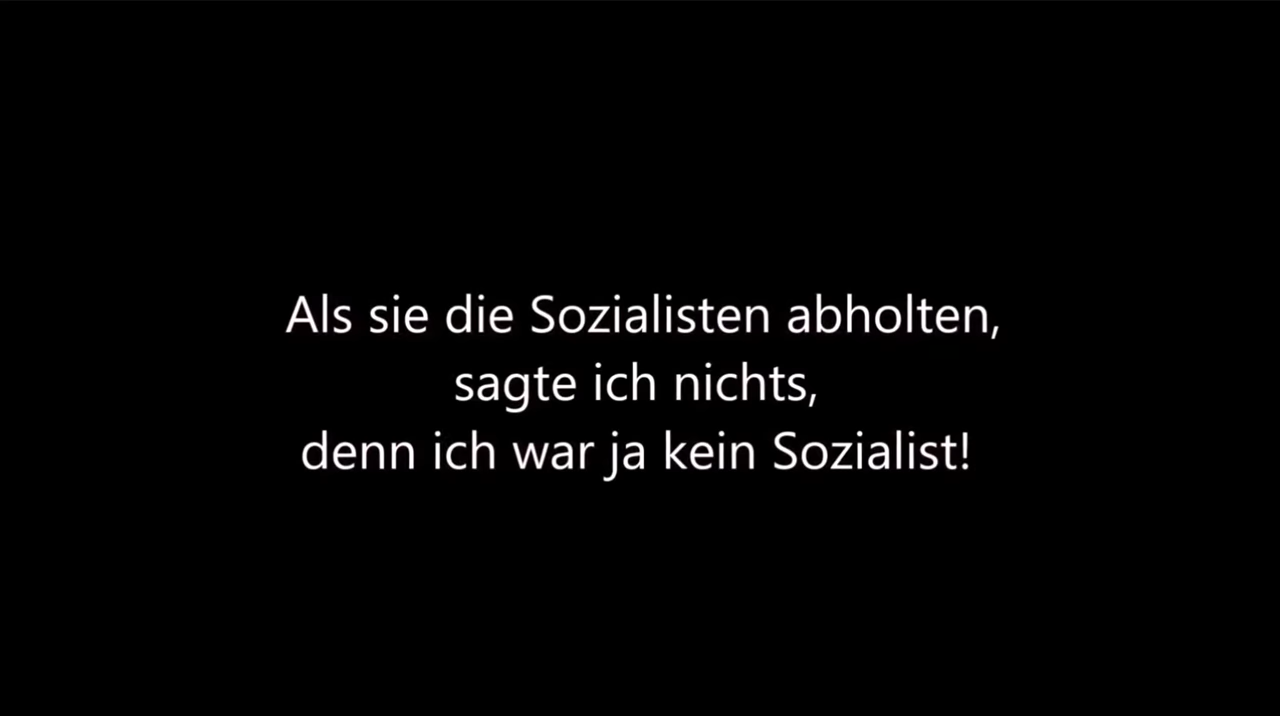 Als sie die Sozialisten abholten,
sagte ich nichts,
denn ich war ja kein Sozialist!